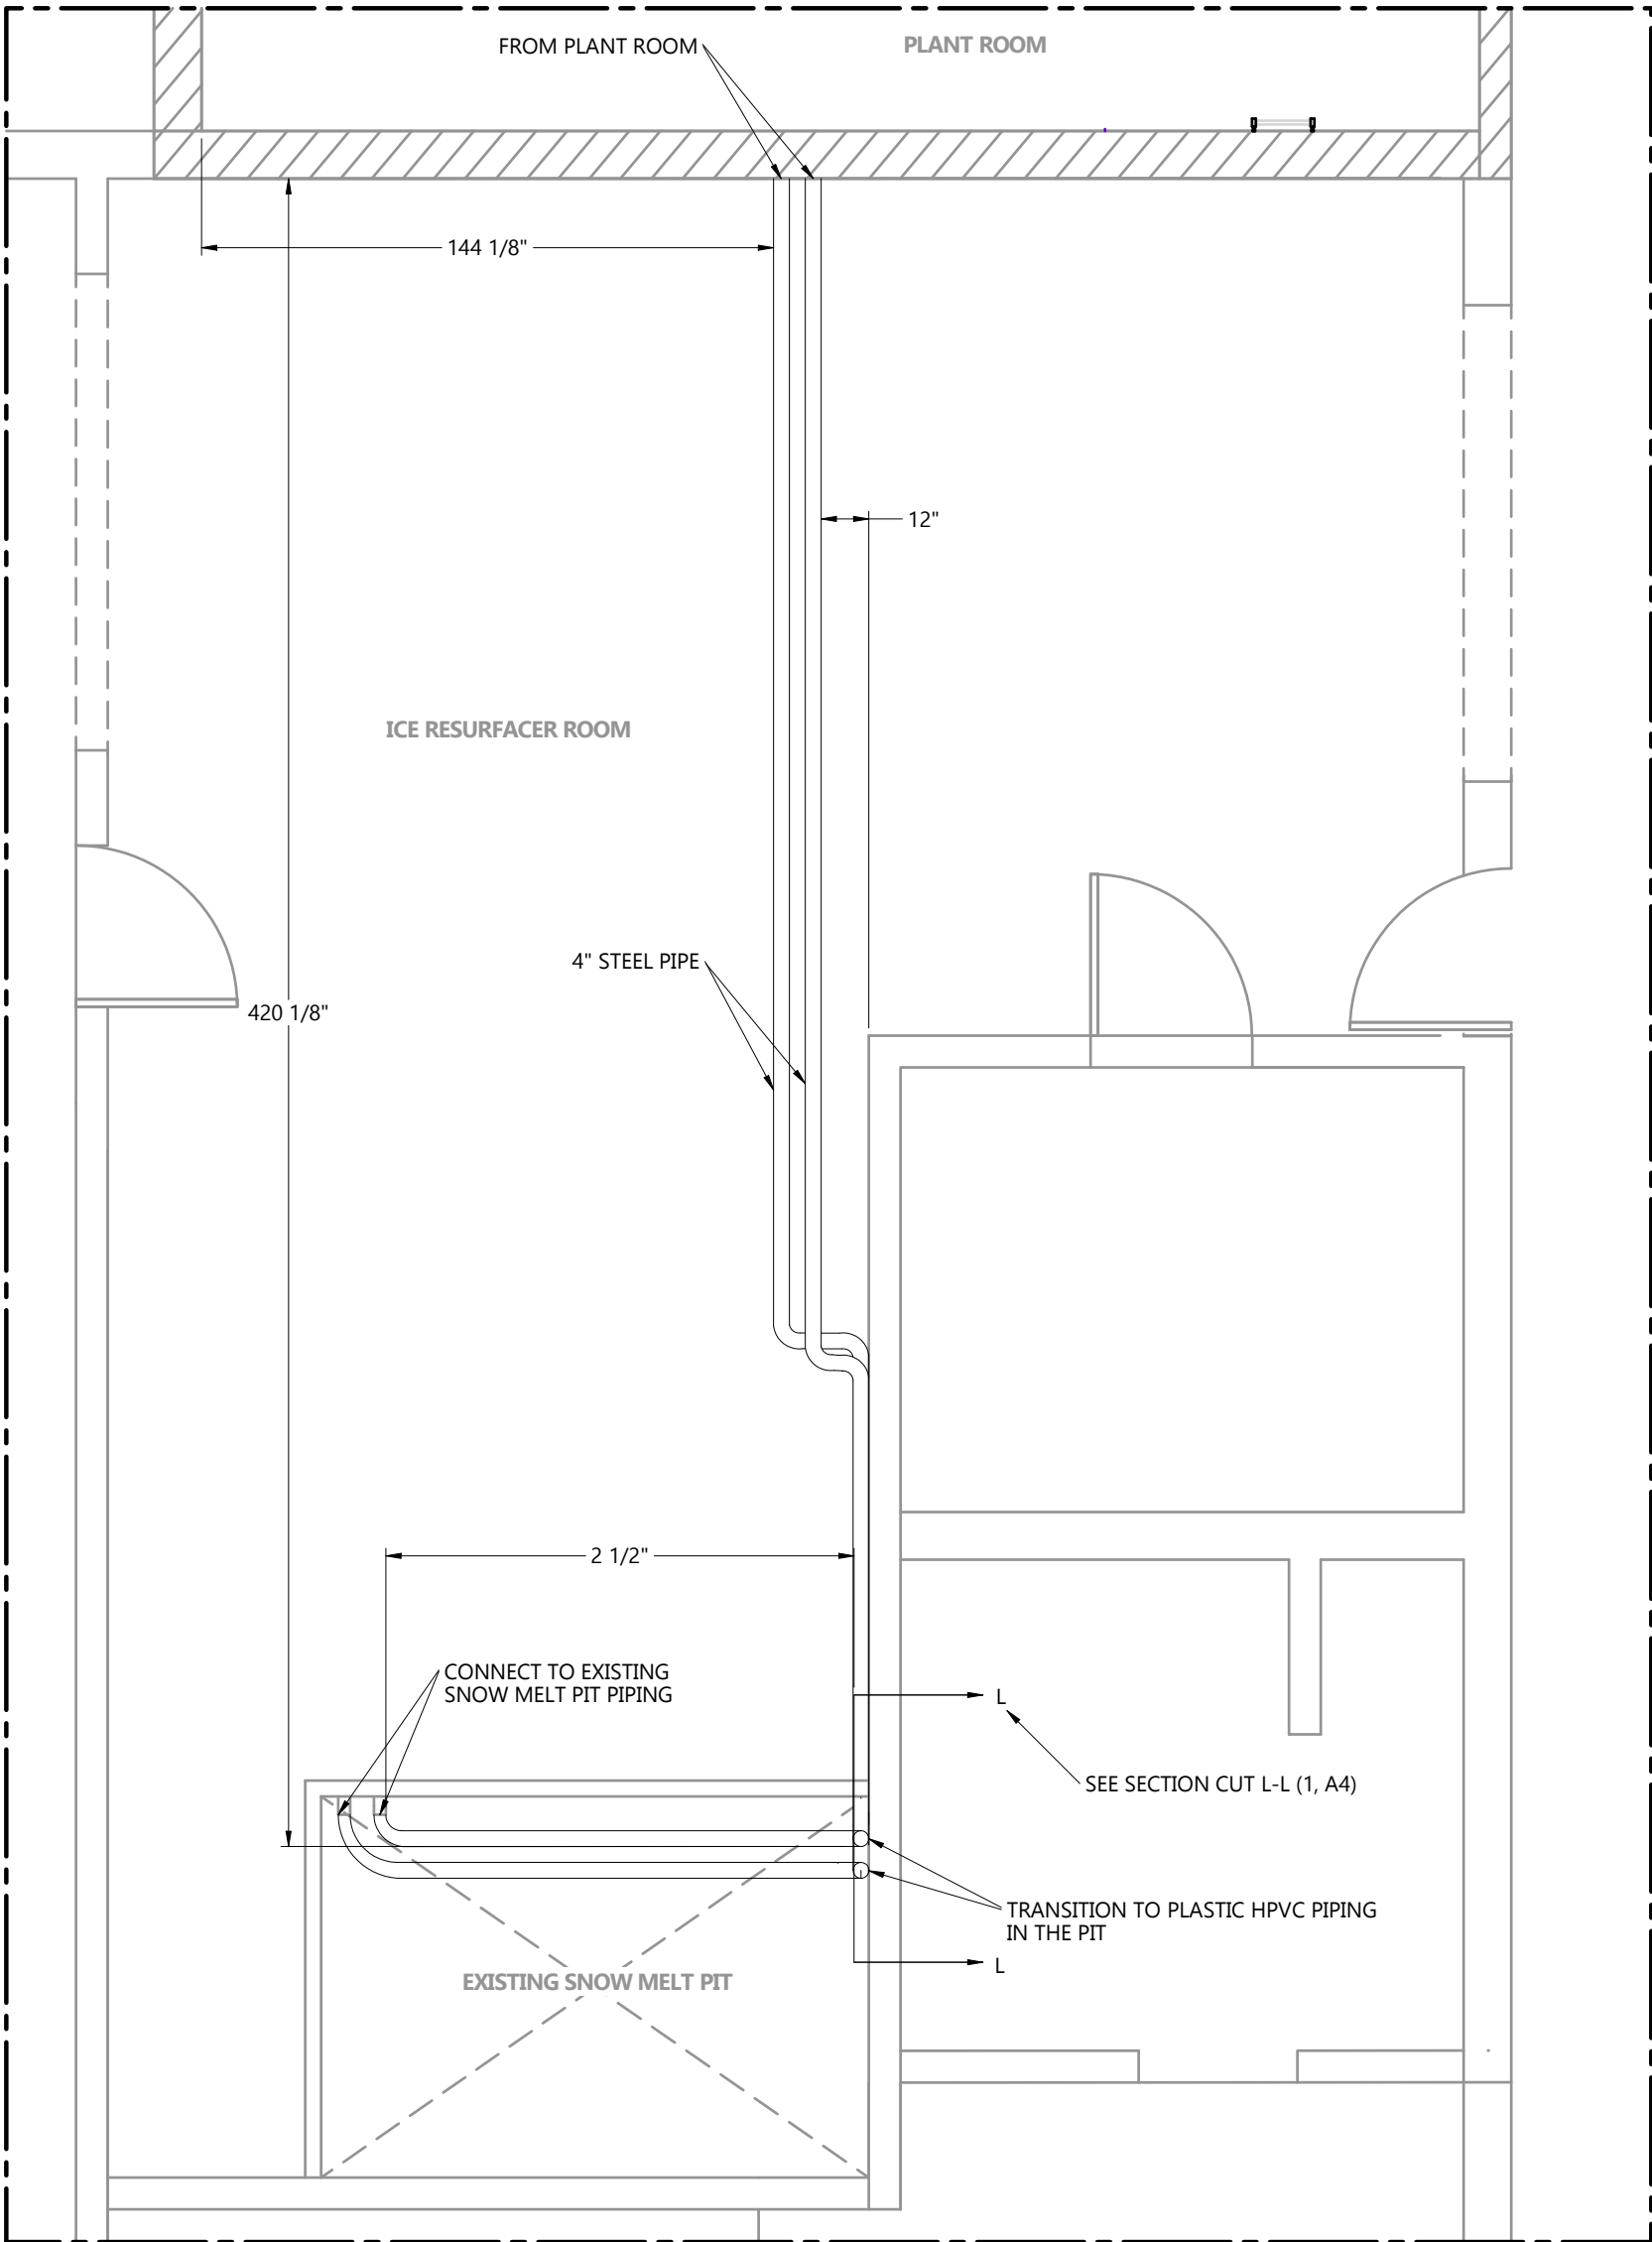 FROM PLANT ROOM
PLANT ROOM
144 1/8"
12"
ICE RESURFACER ROOM
4" STEEL PIPE
420 1/8"
2 1/2"
CONNECT TO EXISTING
SNOW MELT PIT PIPING
L
SEE SECTION CUT L-L (1, A4)
TRANSITION TO PLASTIC HPVC PIPING
IN THE PIT
L
EXISTING SNOW MELT PIT